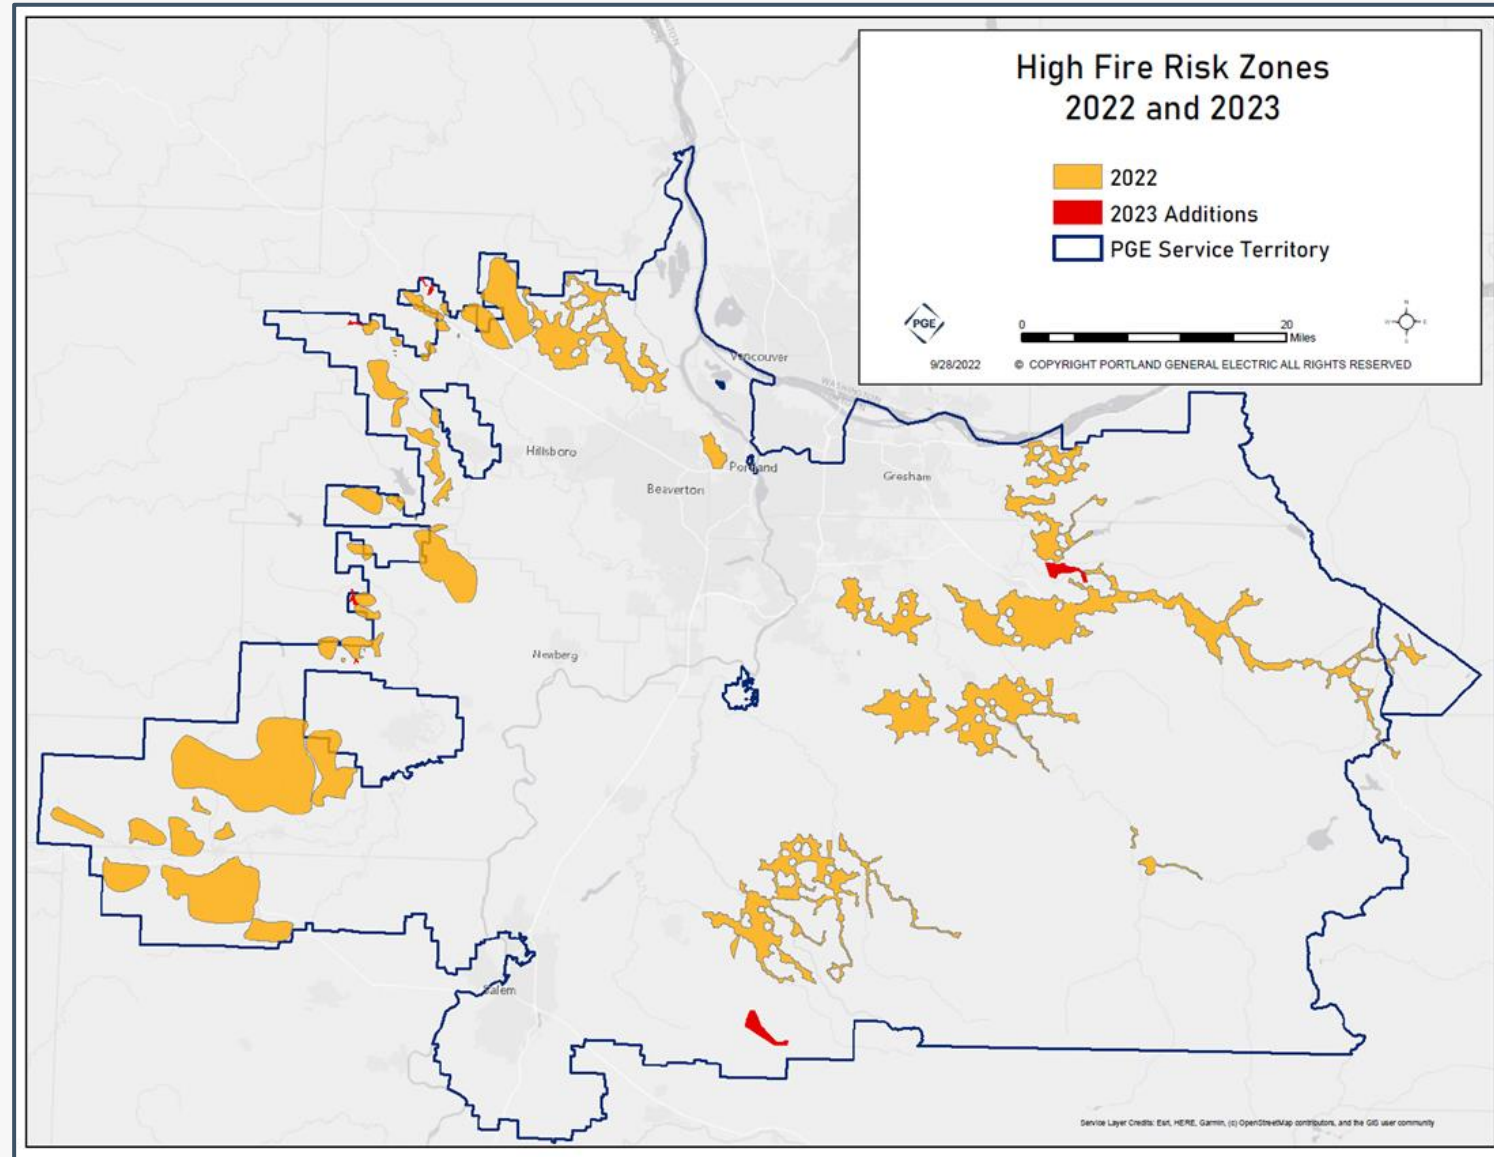 High Fire Risk Zones
2022 and 2023
2022
2023 Additions
PGE Service Territory
PGE
N
W
E
S
0
20
Miles
9/28/2022
© COPYRIGHT PORTLAND GENERAL ELECTRIC ALL RIGHTS RESERVED
Vancouver
WASHINGTON
Hillsboro
Portland
Beaverton
Gresham
Newberg
Salem
Service Layer Credits: Esri, HERE, Garmin, (c) OpenStreetMap contributors, and the GIS user community